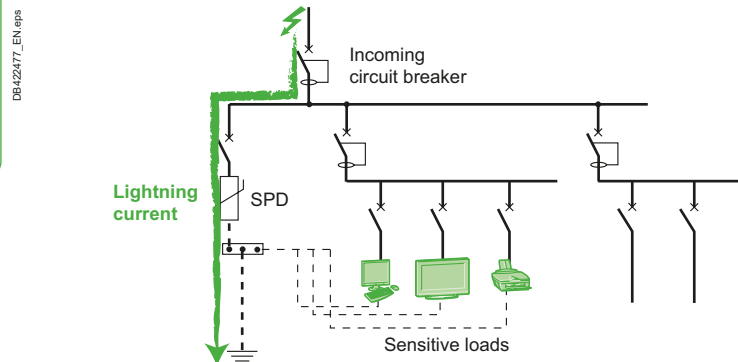 DB422477_EN.eps
Incoming
circuit breaker
Lightning
current
SPD
Sensitive loads